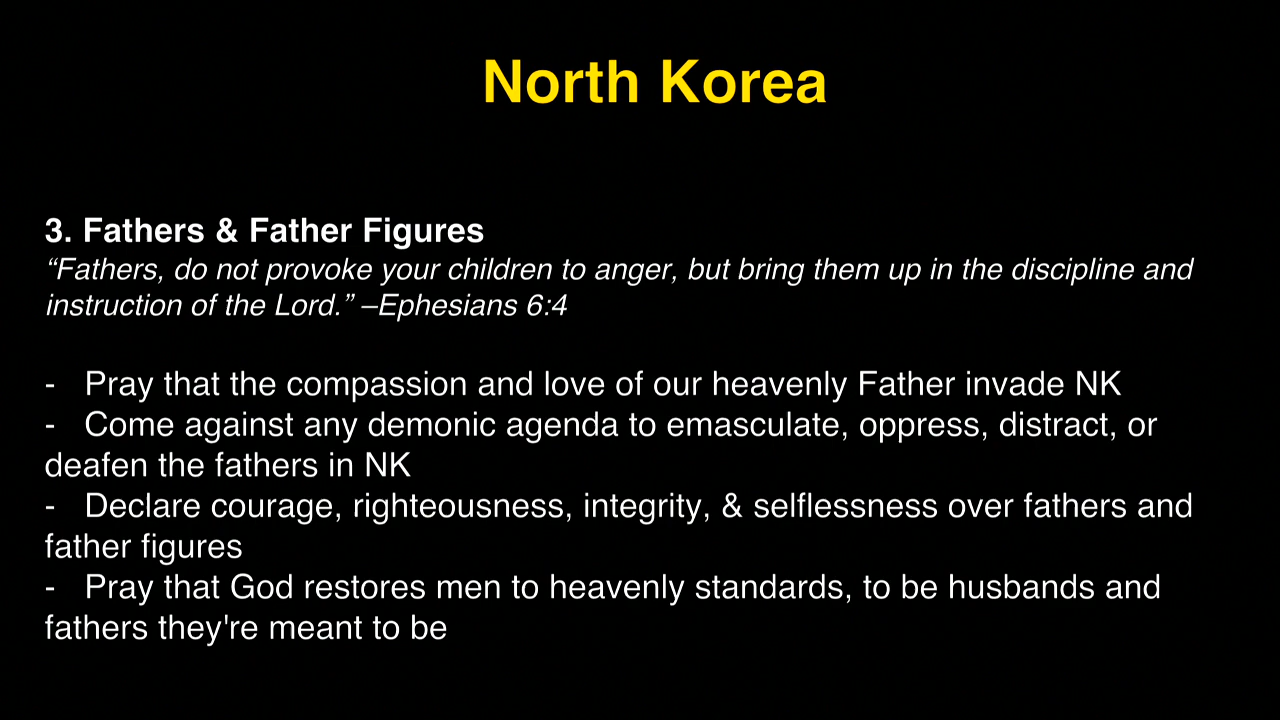 North Korea
3. Fathers & Father Figures
“Fathers, do not provoke your children to anger, but bring them up in the discipline and
instruction of the Lord.” –Ephesians 6:4
- Pray that the compassion and love of our heavenly Father invade NK
- Come against any demonic agenda to emasculate, oppress, distract, or
deafen the fathers in NK
- Declare courage, righteousness, integrity, & selflessness over fathers and
father figures
- Pray that God restores men to heavenly standards, to be husbands and
fathers they're meant to be